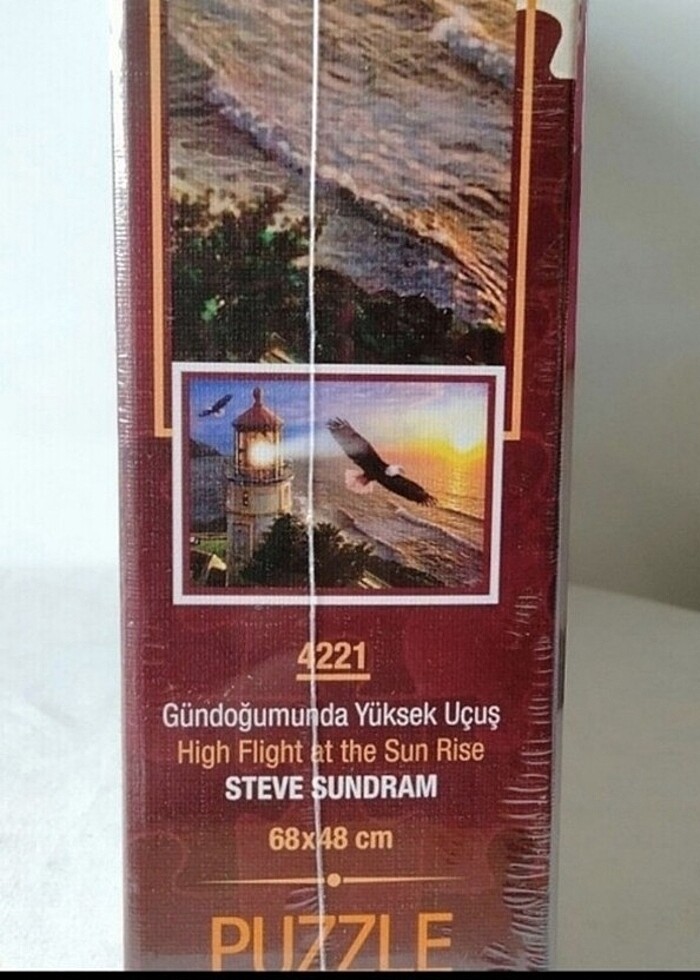 4221
Gündoğumunda Yüksek Uçuş
High Flight at the Sun Rise
STEVE SUNDRAM
68x48 cm
PUZZLE